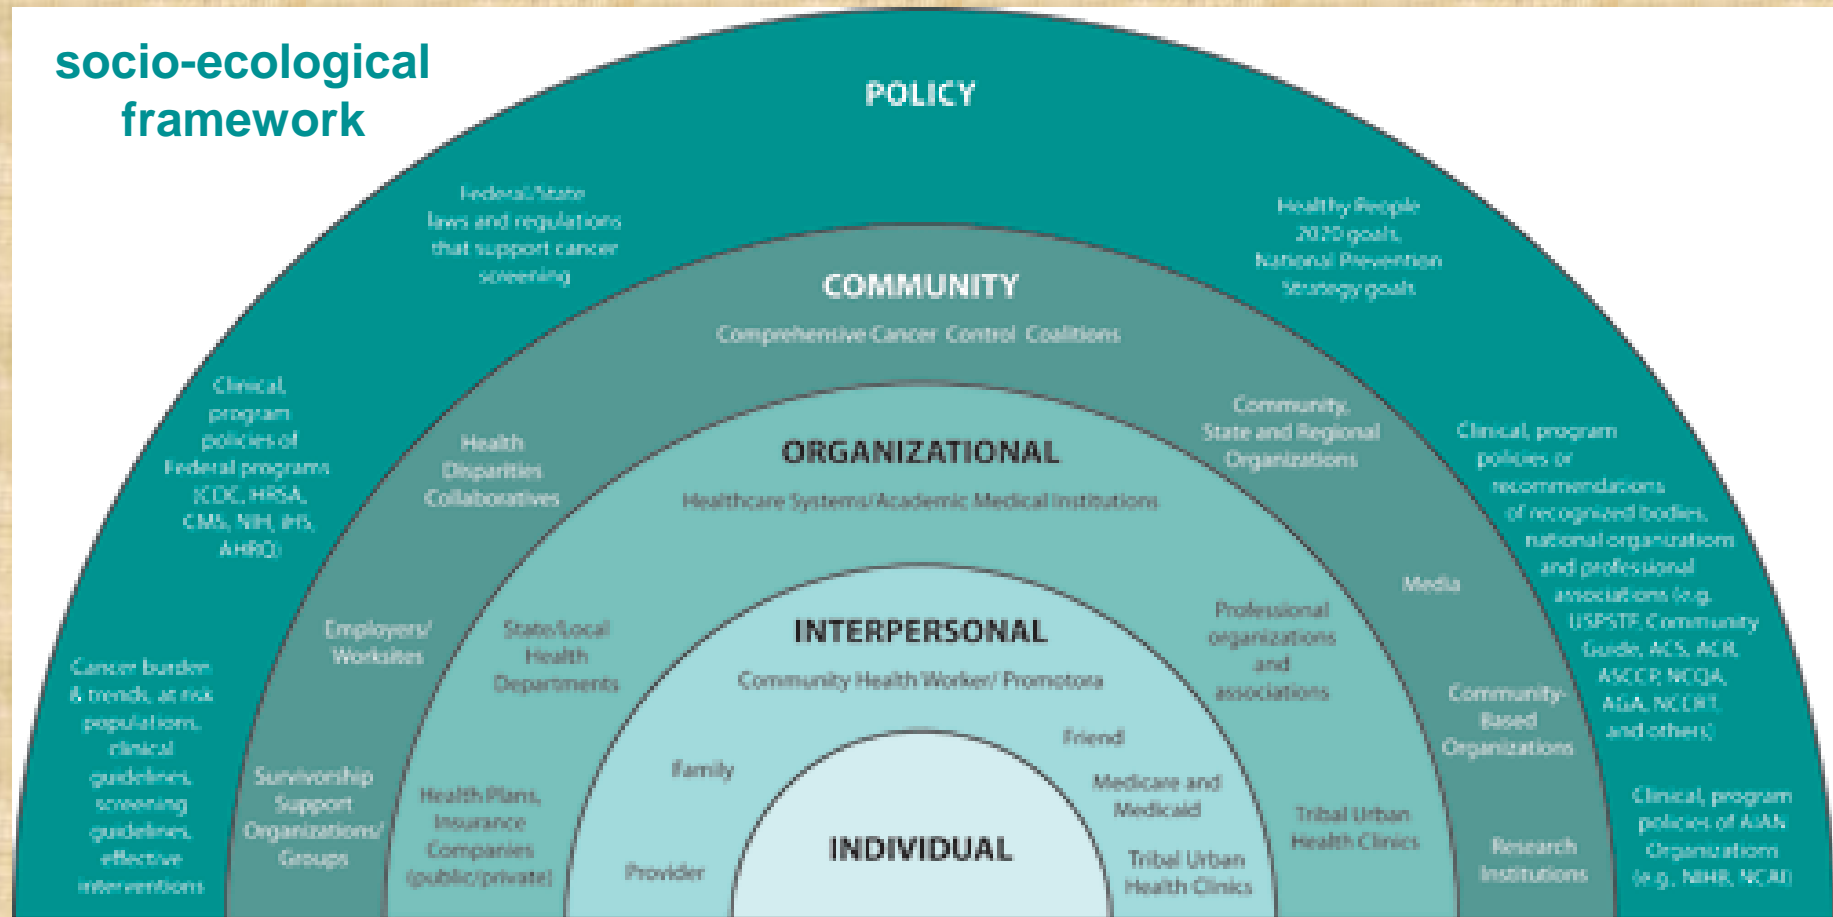 socio-ecological
framework
POLICY
Federal/State
laws and regulations
that support cancer
screening
Healthy People
2020 goals,
National Prevention
Strategy goals
Clinical,
program
policies of
Federal programs
(CDC, HRSA,
CMS, NIH, IHS,
AHRQ)
Clinical, program
policies or
recommendations
of recognized bodies,
national organizations
and professional
associations (e.g.
USPSTF, Community
Guide, ACS, ACR,
ASCCP, NCQA,
AGA, NCCRT,
and others)
Cancer burden
& trends, at risk
populations,
clinical
guidelines,
screening
guidelines,
effective
interventions
Clinical, program
policies of AIAN
Organizations
(e.g., NIHB, NCAI)
COMMUNITY
Comprehensive Cancer Control Coalitions
Health
Disparities
Collaboratives
Community,
State and Regional
Organizations
Employers/
Worksites
Media
Survivorship
Support
Organizations/
Groups
Community-
Based
Organizations
Research
Institutions
ORGANIZATIONAL
Healthcare Systems/Academic Medical Institutions
State/Local
Health
Departments
Professional
organizations
and
associations
Health Plans,
Insurance
Companies
(public/private)
Tribal Urban
Health Clinics
INTERPERSONAL
Community Health Worker/ Promotora
Family
Friend
Provider
Medicare and
Medicaid
Tribal Urban
Health Clinics
INDIVIDUAL